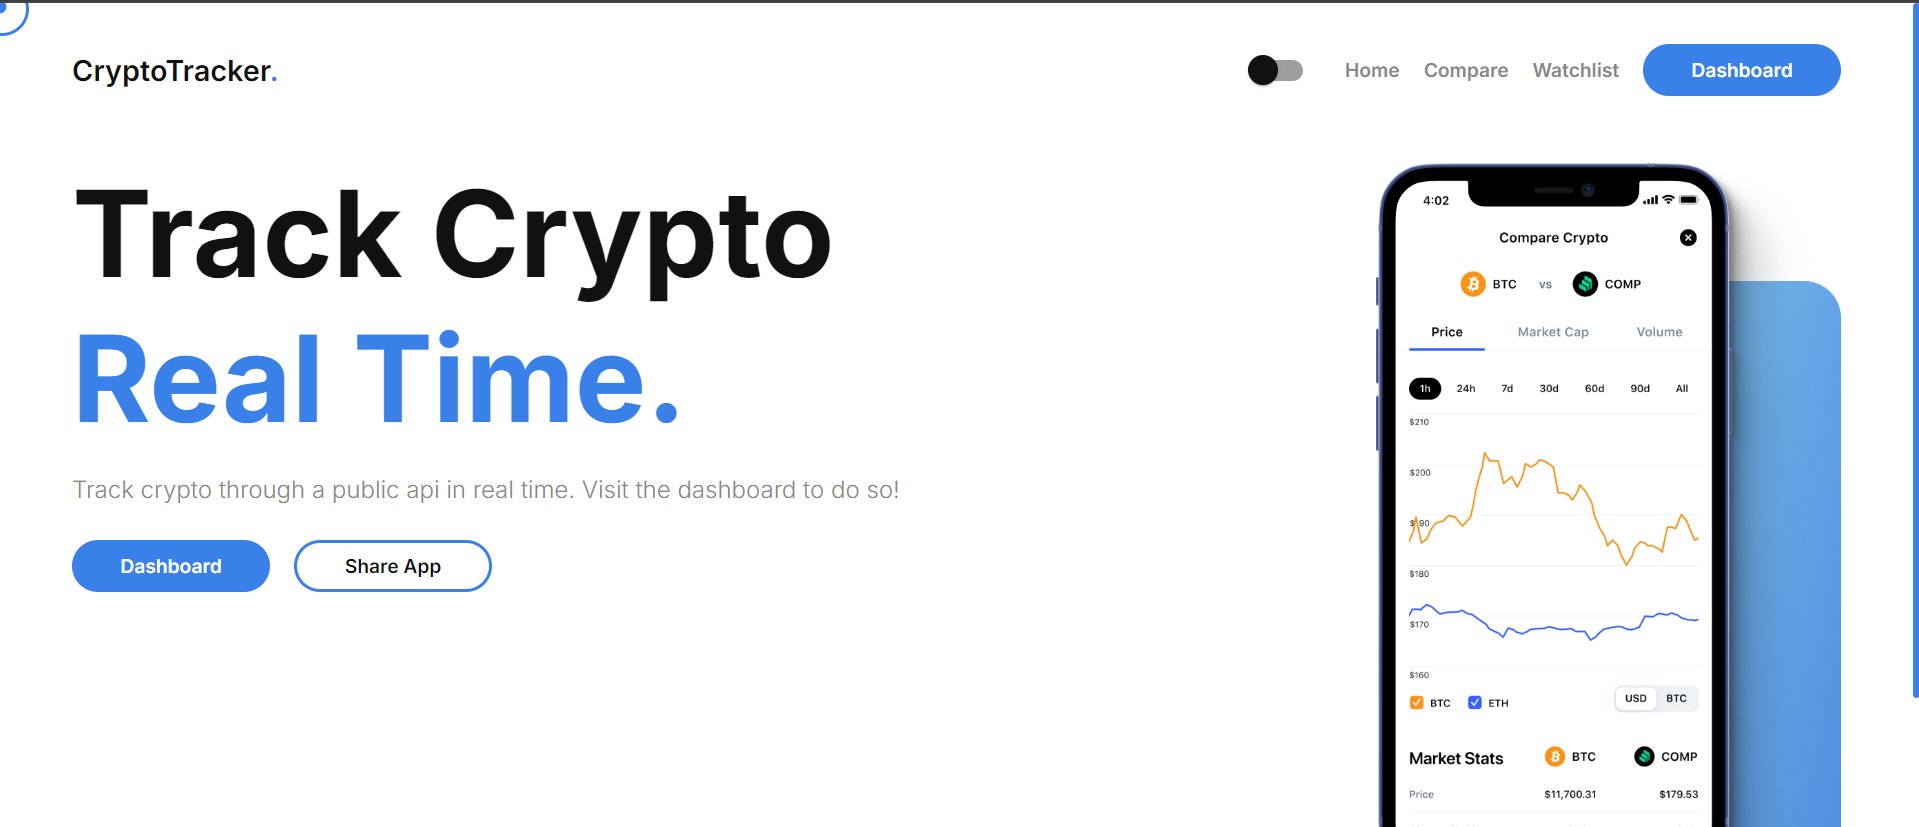 CryptoTracker.
Home Compare Watchlist Dashboard
Track Crypto
Real Time.
Track crypto through a public api in real time. Visit the dashboard to do so!
Dashboard Share App
4:02
Compare Crypto
BTC vs COMP
Price Market Cap Volume
1h 24h 7d 30d 60d 90d All
$210
$200
$190
$180
$170
$160
BTC ETH USD BTC
Market Stats BTC COMP
Price $11,700.31 $179.53